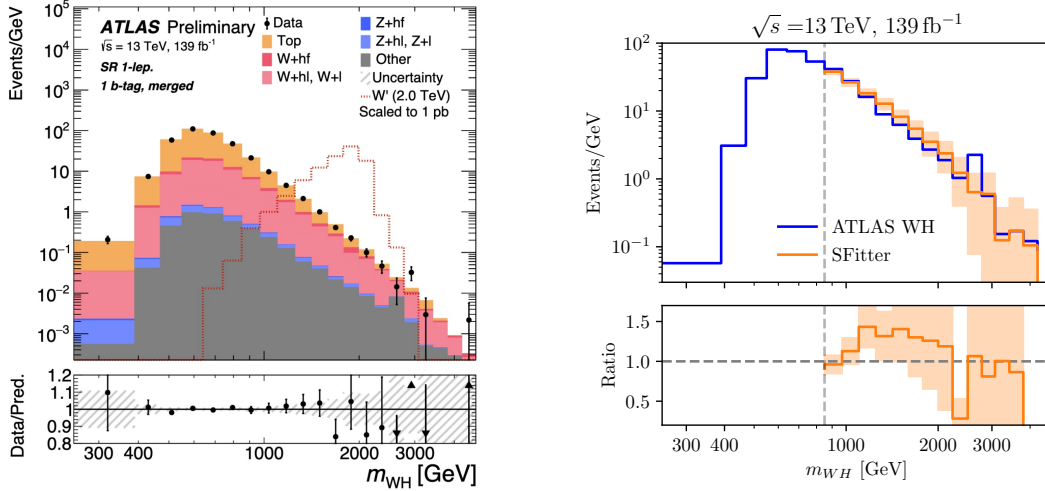 ATLAS Preliminary
√s = 13 TeV, 139 fb⁻¹
SR 1-lep.
1 b-tag, merged
Data
Top
W+hf
W+hl, W+l
Z+hf
Z+hl, Z+l
Other
Uncertainty
W' (2.0 TeV)
Scaled to 1 pb
Events/GeV
10⁵
10⁴
10³
10²
10
1
10⁻¹
10⁻²
10⁻³
Data/Pred.
1.2
1.1
1
0.9
0.8
300 400 1000 2000 3000
m_WH [GeV]
√s =13 TeV, 139 fb⁻¹
Events/GeV
10²
10¹
10⁰
10⁻¹
ATLAS WH
SFitter
Ratio
1.5
1.0
0.5
300 400 1000 2000 3000
m_WH [GeV]